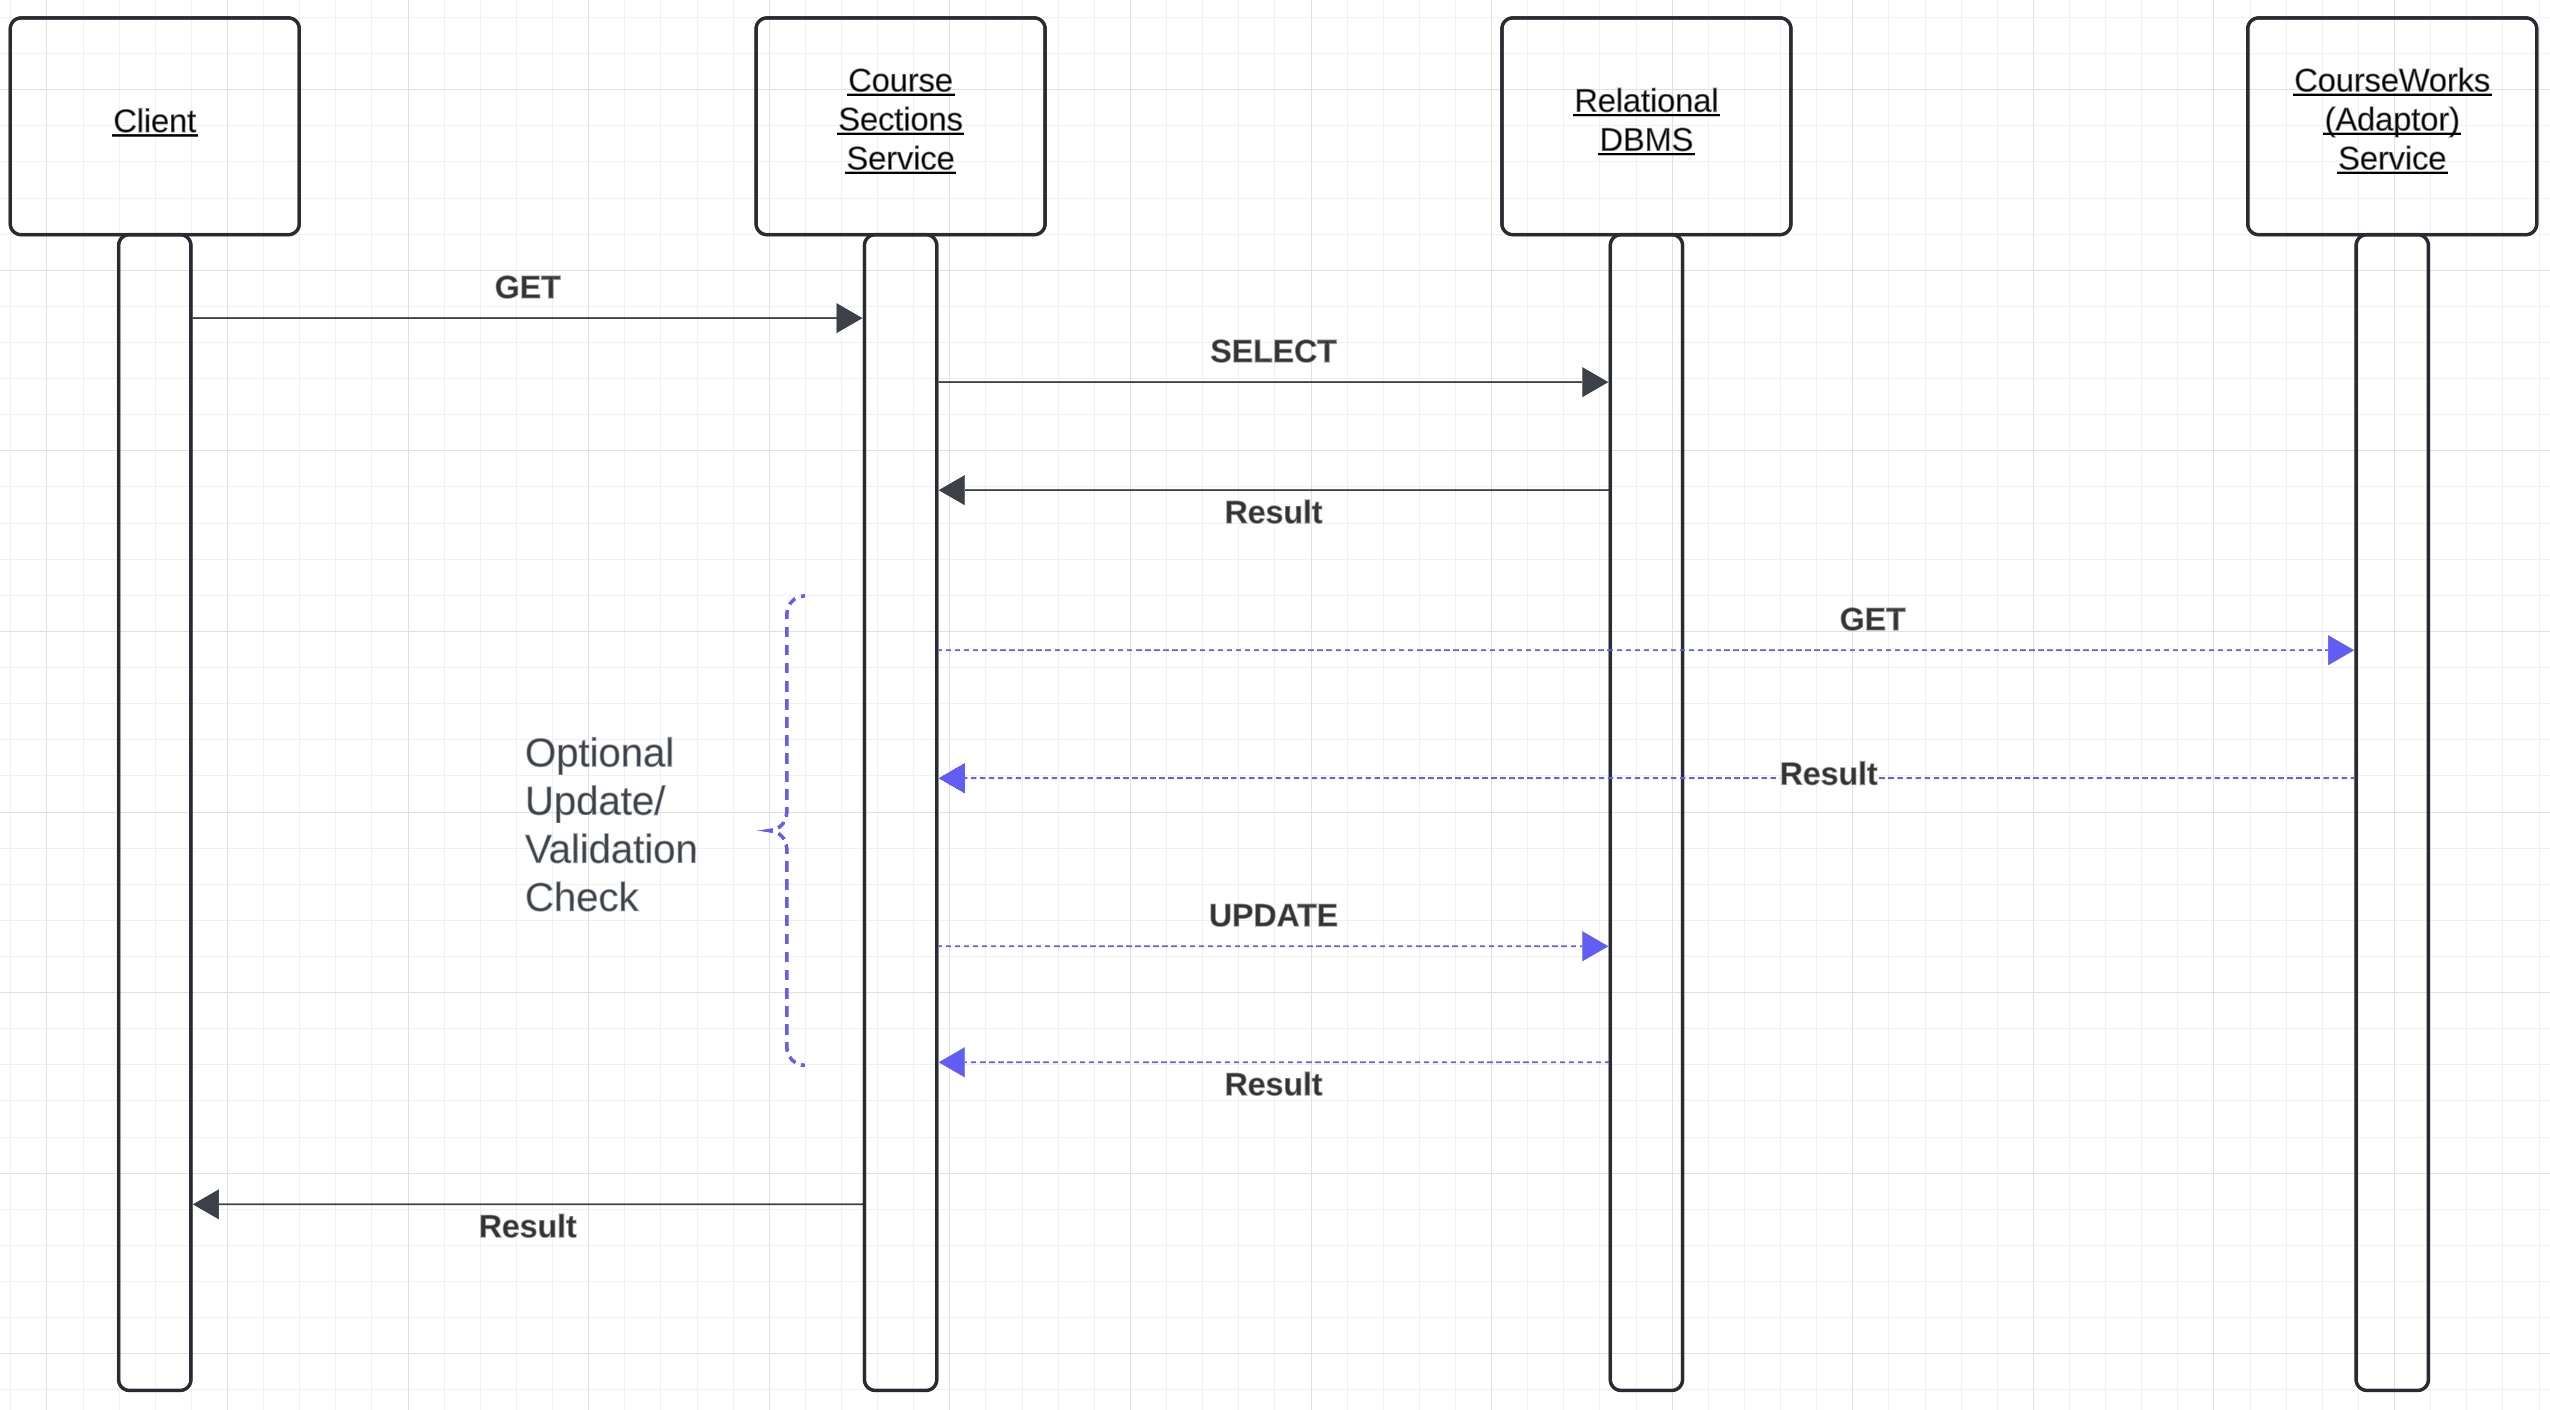 Client
Course
Sections
Service
Relational
DBMS
CourseWorks
(Adaptor)
Service
GET
SELECT
Result
GET
Optional
Update/
Validation
Check
Result
UPDATE
Result
Result